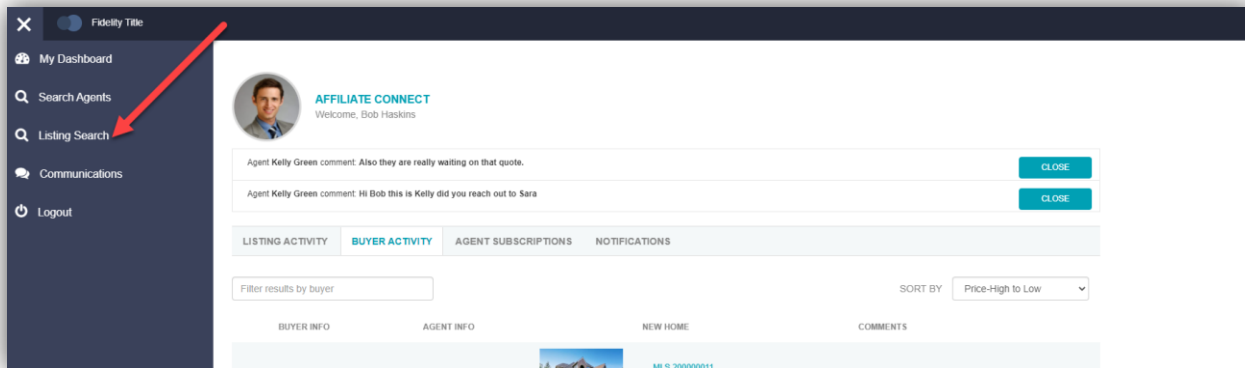 Fidelity Title
My Dashboard
Search Agents
Listing Search
Communications
Logout
AFFILIATE CONNECT
Welcome, Bob Haskins
Agent Kelly Green comment: Also they are really waiting on that quote.
CLOSE
Agent Kelly Green comment: Hi Bob this is Kelly did you reach out to Sara
CLOSE
LISTING ACTIVITY BUYER ACTIVITY AGENT SUBSCRIPTIONS NOTIFICATIONS
Filter results by buyer
SORT BY Price-High to Low
BUYER INFO AGENT INFO NEW HOME COMMENTS
MLS 200000011